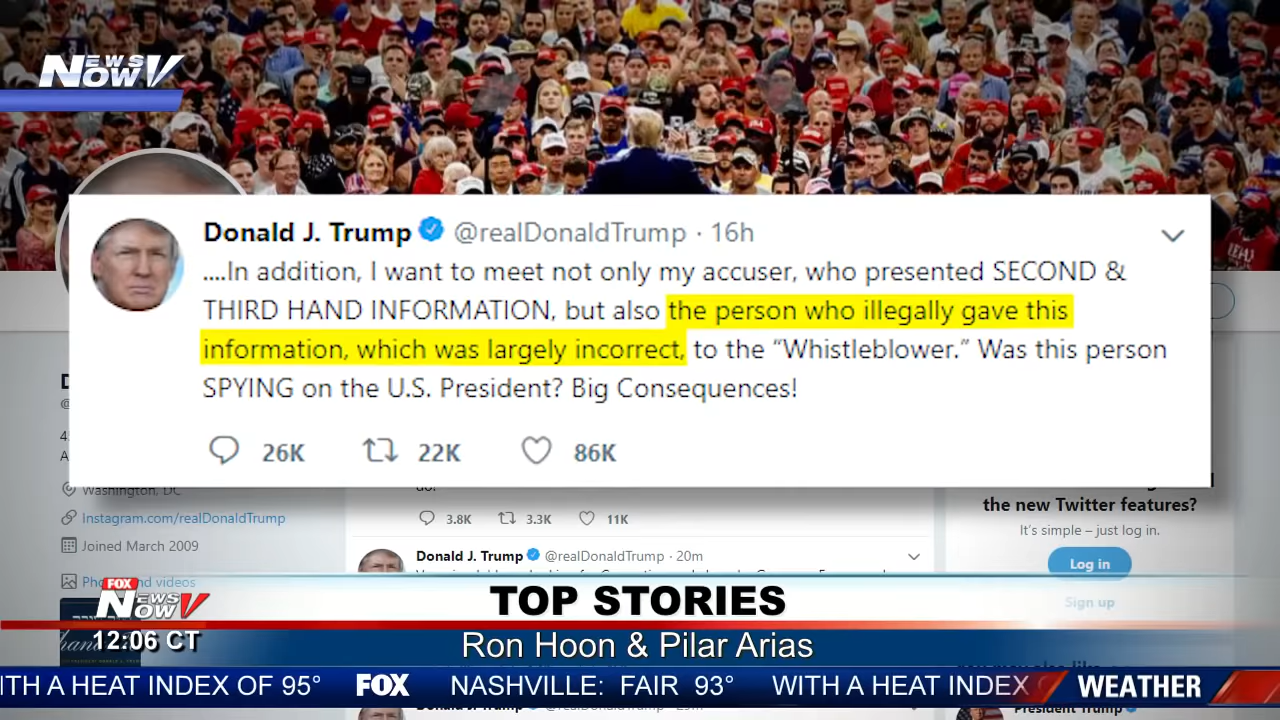 NEWS
NOW
Donald J. Trump @realDonaldTrump · 16h
....In addition, I want to meet not only my accuser, who presented SECOND &
THIRD HAND INFORMATION, but also the person who illegally gave this
information, which was largely incorrect, to the “Whistleblower.” Was this person
SPYING on the U.S. President? Big Consequences!
26K 22K 86K
Washington, DC
Instagram.com/realDonaldTrump
Joined March 2009
and videos
3.8K 3.3K 11K
Donald J. Trump @realDonaldTrump · 20m
the new Twitter features?
It's simple – just log in.
Log in
Sign up
FOX
NEWS
NOW
12:06 CT
TOP STORIES
Ron Hoon & Pilar Arias
ITH A HEAT INDEX OF 95° FOX NASHVILLE: FAIR 93° WITH A HEAT INDEX WEATHER
President Trump